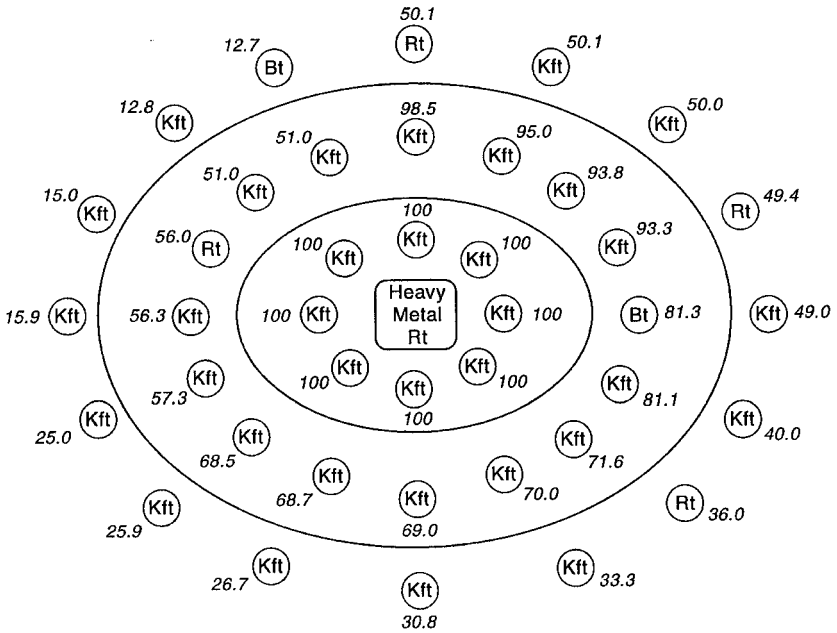 50.1
Rt
12.7
Bt
50.1
Kft
12.8
Kft
50.0
Kft
98.5
Kft
51.0
Kft
95.0
Kft
51.0
Kft
93.8
Kft
15.0
Kft
49.4
Rt
56.0
Rt
93.3
Kft
100
Kft
100
Kft
100
Kft
15.9
Kft
56.3
Kft
100
Kft
Heavy
Metal
Rt
Kft
100
Bt
81.3
Kft
49.0
Kft
100
Kft
100
Kft
100
Kft
57.3
Kft
81.1
Kft
25.0
Kft
40.0
Kft
68.5
Kft
71.6
Kft
68.7
Kft
70.0
Kft
69.0
Kft
25.9
Rt
36.0
Kft
26.7
Kft
33.3
Kft
30.8